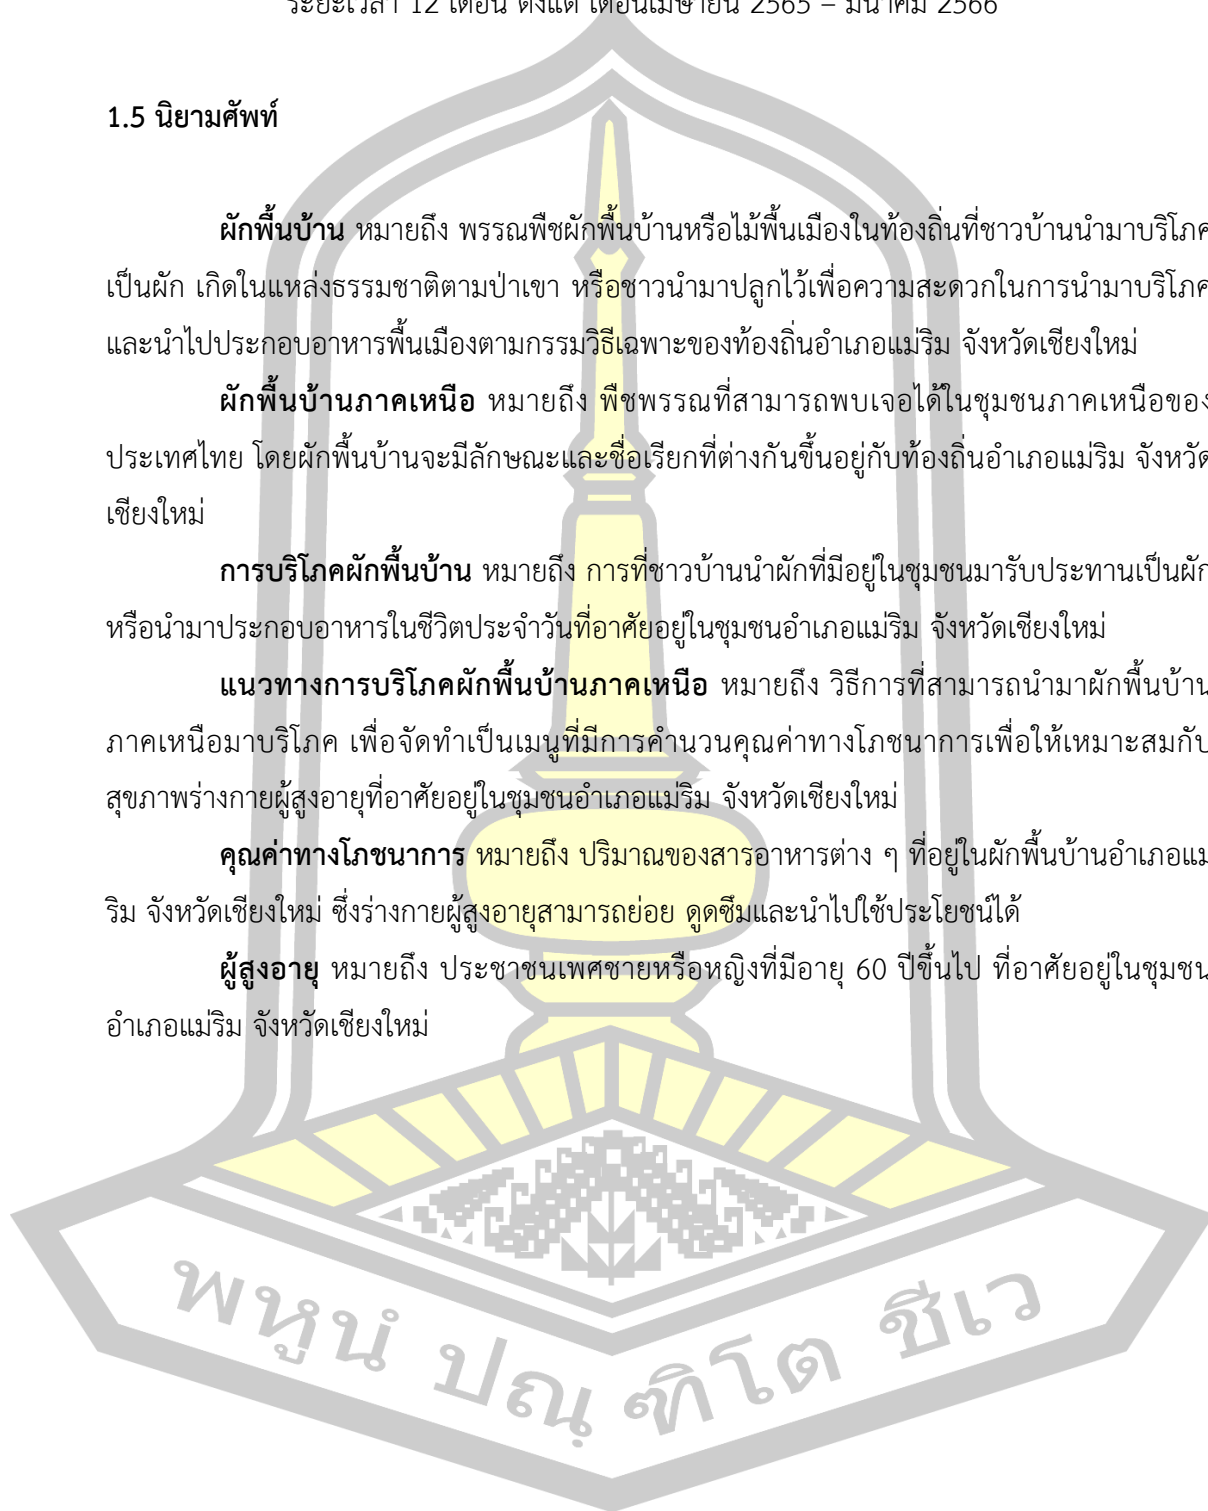 ระยะเวลา 12 เดือน ตั้งแต่ เดือนเมษายน 2565 – มีนาคม 2566
1.5 นิยามศัพท์
ผักพื้นบ้าน หมายถึง พรรณพืชผักพื้นบ้านหรือไม้พื้นเมืองในท้องถิ่นที่ชาวบ้านนำมาบริโภค
เป็นผัก เกิดในแหล่งธรรมชาติตามป่าเขา หรือชาวนำมาปลูกไว้เพื่อความสะดวกในการนำมาบริโภค
และนำไปประกอบอาหารพื้นเมืองตามกรรมวิธีเฉพาะของท้องถิ่นอำเภอแม่ริม จังหวัดเชียงใหม่
ผักพื้นบ้านภาคเหนือ หมายถึง พืชพรรณที่สามารถพบเจอได้ในชุมชนภาคเหนือของ
ประเทศไทย โดยผักพื้นบ้านจะมีลักษณะและชื่อเรียกที่ต่างกันขึ้นอยู่กับท้องถิ่นอำเภอแม่ริม จังหวัด
เชียงใหม่
การบริโภคผักพื้นบ้าน หมายถึง การที่ชาวบ้านนำผักที่มีอยู่ในชุมชนมารับประทานเป็นผัก
หรือนำมาประกอบอาหารในชีวิตประจำวันที่อาศัยอยู่ในชุมชนอำเภอแม่ริม จังหวัดเชียงใหม่
แนวทางการบริโภคผักพื้นบ้านภาคเหนือ หมายถึง วิธีการที่สามารถนำมาผักพื้นบ้าน
ภาคเหนือมาบริโภค เพื่อจัดทำเป็นเมนูที่มีการคำนวนคุณค่าทางโภชนาการเพื่อให้เหมาะสมกับ
สุขภาพร่างกายผู้สูงอายุที่อาศัยอยู่ในชุมชนอำเภอแม่ริม จังหวัดเชียงใหม่
คุณค่าทางโภชนาการ หมายถึง ปริมาณของสารอาหารต่าง ๆ ที่อยู่ในผักพื้นบ้านอำเภอแม่
ริม จังหวัดเชียงใหม่ ซึ่งร่างกายผู้สูงอายุสามารถย่อย ดูดซึมและนำไปใช้ประโยชน์ได้
ผู้สูงอายุ หมายถึง ประชาชนเพศชายหรือหญิงที่มีอายุ 60 ปีขึ้นไป ที่อาศัยอยู่ในชุมชน
อำเภอแม่ริม จังหวัดเชียงใหม่
พหูนํ ปณฺฑิโต ชีเว